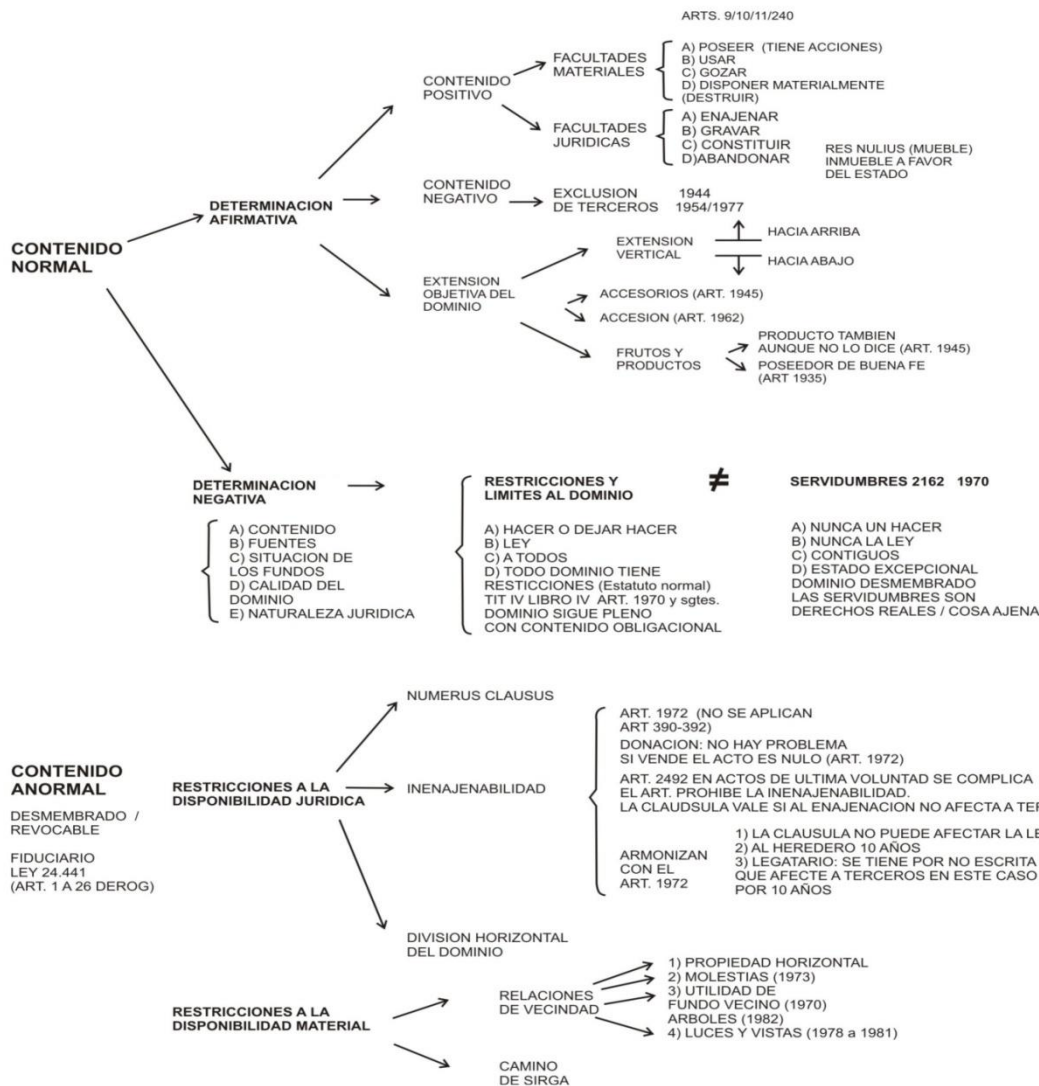 ARTS. 9/10/11/240
CONTENIDO
NORMAL
DETERMINACION
AFIRMATIVA
CONTENIDO
POSITIVO
FACULTADES
MATERIALES
A) POSEER (TIENE ACCIONES)
B) USAR
C) GOZAR
D) DISPONER MATERIALMENTE
(DESTRUIR)
FACULTADES
JURIDICAS
A) ENAJENAR
B) GRAVAR
C) CONSTITUIR
D)ABANDONAR
RES NULIUS (MUEBLE)
INMUEBLE A FAVOR
DEL ESTADO
CONTENIDO
NEGATIVO
EXCLUSION
DE TERCEROS
1944
1954/1977
EXTENSION
OBJETIVA DEL
DOMINIO
EXTENSION
VERTICAL
HACIA ARRIBA
HACIA ABAJO
ACCESORIOS (ART. 1945)
ACCESION (ART. 1962)
FRUTOS Y
PRODUCTOS
PRODUCTO TAMBIEN
AUNQUE NO LO DICE (ART. 1945)
POSEEDOR DE BUENA FE
(ART 1935)
DETERMINACION
NEGATIVA
A) CONTENIDO
B) FUENTES
C) SITUACION DE
LOS FUNDOS
D) CALIDAD DEL
DOMINIO
E) NATURALEZA JURIDICA
RESTRICCIONES Y
LIMITES AL DOMINIO
A) HACER O DEJAR HACER
B) LEY
C) A TODOS
D) TODO DOMINIO TIENE
RESTICCIONES (Estatuto normal)
TIT IV LIBRO IV ART. 1970 y sgtes.
DOMINIO SIGUE PLENO
CON CONTENIDO OBLIGACIONAL
≠
SERVIDUMBRES 2162 1970
A) NUNCA UN HACER
B) NUNCA LA LEY
C) CONTIGUOS
D) ESTADO EXCEPCIONAL
DOMINIO DESMEMBRADO
LAS SERVIDUMBRES SON
DERECHOS REALES / COSA AJENA
CONTENIDO
ANORMAL
DESMEMBRADO /
REVOCABLE
FIDUCIARIO
LEY 24.441
(ART. 1 A 26 DEROG)
RESTRICCIONES A LA
DISPONIBILIDAD JURIDICA
NUMERUS CLAUSUS
INENAJENABILIDAD
ART. 1972 (NO SE APLICAN
ART 390-392)
DONACION: NO HAY PROBLEMA
SI VENDE EL ACTO ES NULO (ART. 1972)
ART. 2492 EN ACTOS DE ULTIMA VOLUNTAD SE COMPLICA
EL ART. PROHIBE LA INENAJENABILIDAD.
LA CLAUDSULA VALE SI AL ENAJENACION NO AFECTA A
ARMONIZAN
CON EL
ART. 1972
1) LA CLAUSULA NO PUEDE AFECTAR LA
2) AL HEREDERO 10 AÑOS
3) LEGATARIO: SE TIENE POR NO ESCRITA
QUE AFECTE A TERCEROS EN ESTE CASO
POR 10 AÑOS
DIVISION HORIZONTAL
DEL DOMINIO
RESTRICCIONES A LA
DISPONIBILIDAD MATERIAL
RELACIONES
DE VECINDAD
1) PROPIEDAD HORIZONTAL
2) MOLESTIAS (1973)
3) UTILIDAD DE
FUNDO VECINO (1970)
ARBOLES (1982)
4) LUCES Y VISTAS (1978 a 1981)
CAMINO
DE SIRGA